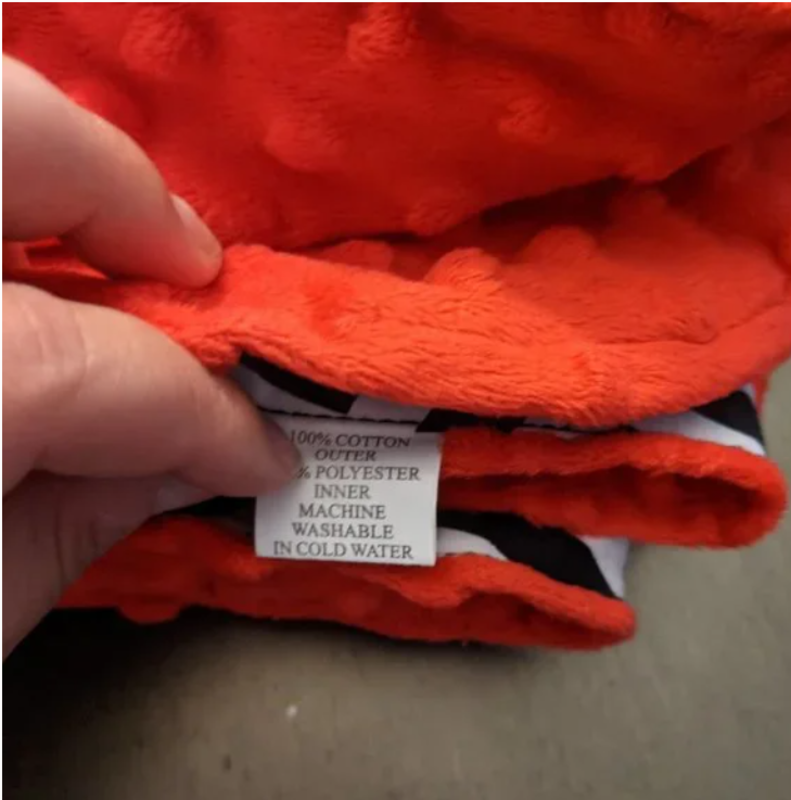 100% COTTON
OUTER
% POLYESTER
INNER
MACHINE
WASHABLE
IN COLD WATER